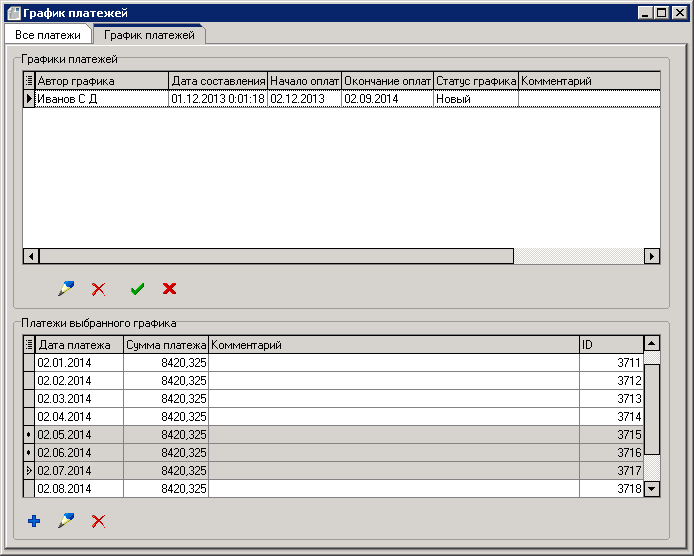 График платежей
Все платежи График платежей
Графики платежей
Автор графика Дата составления Начало оплат Окончание оплат Статус графика Комментарий
Иванов С Д 01.12.2013 0:01:18 02.12.2013 02.09.2014 Новый
Платежи выбранного графика
Дата платежа Сумма платежа Комментарий ID
02.01.2014 8420,325 3711
02.02.2014 8420,325 3712
02.03.2014 8420,325 3713
02.04.2014 8420,325 3714
02.05.2014 8420,325 3715
02.06.2014 8420,325 3716
02.07.2014 8420,325 3717
02.08.2014 8420,325 3718